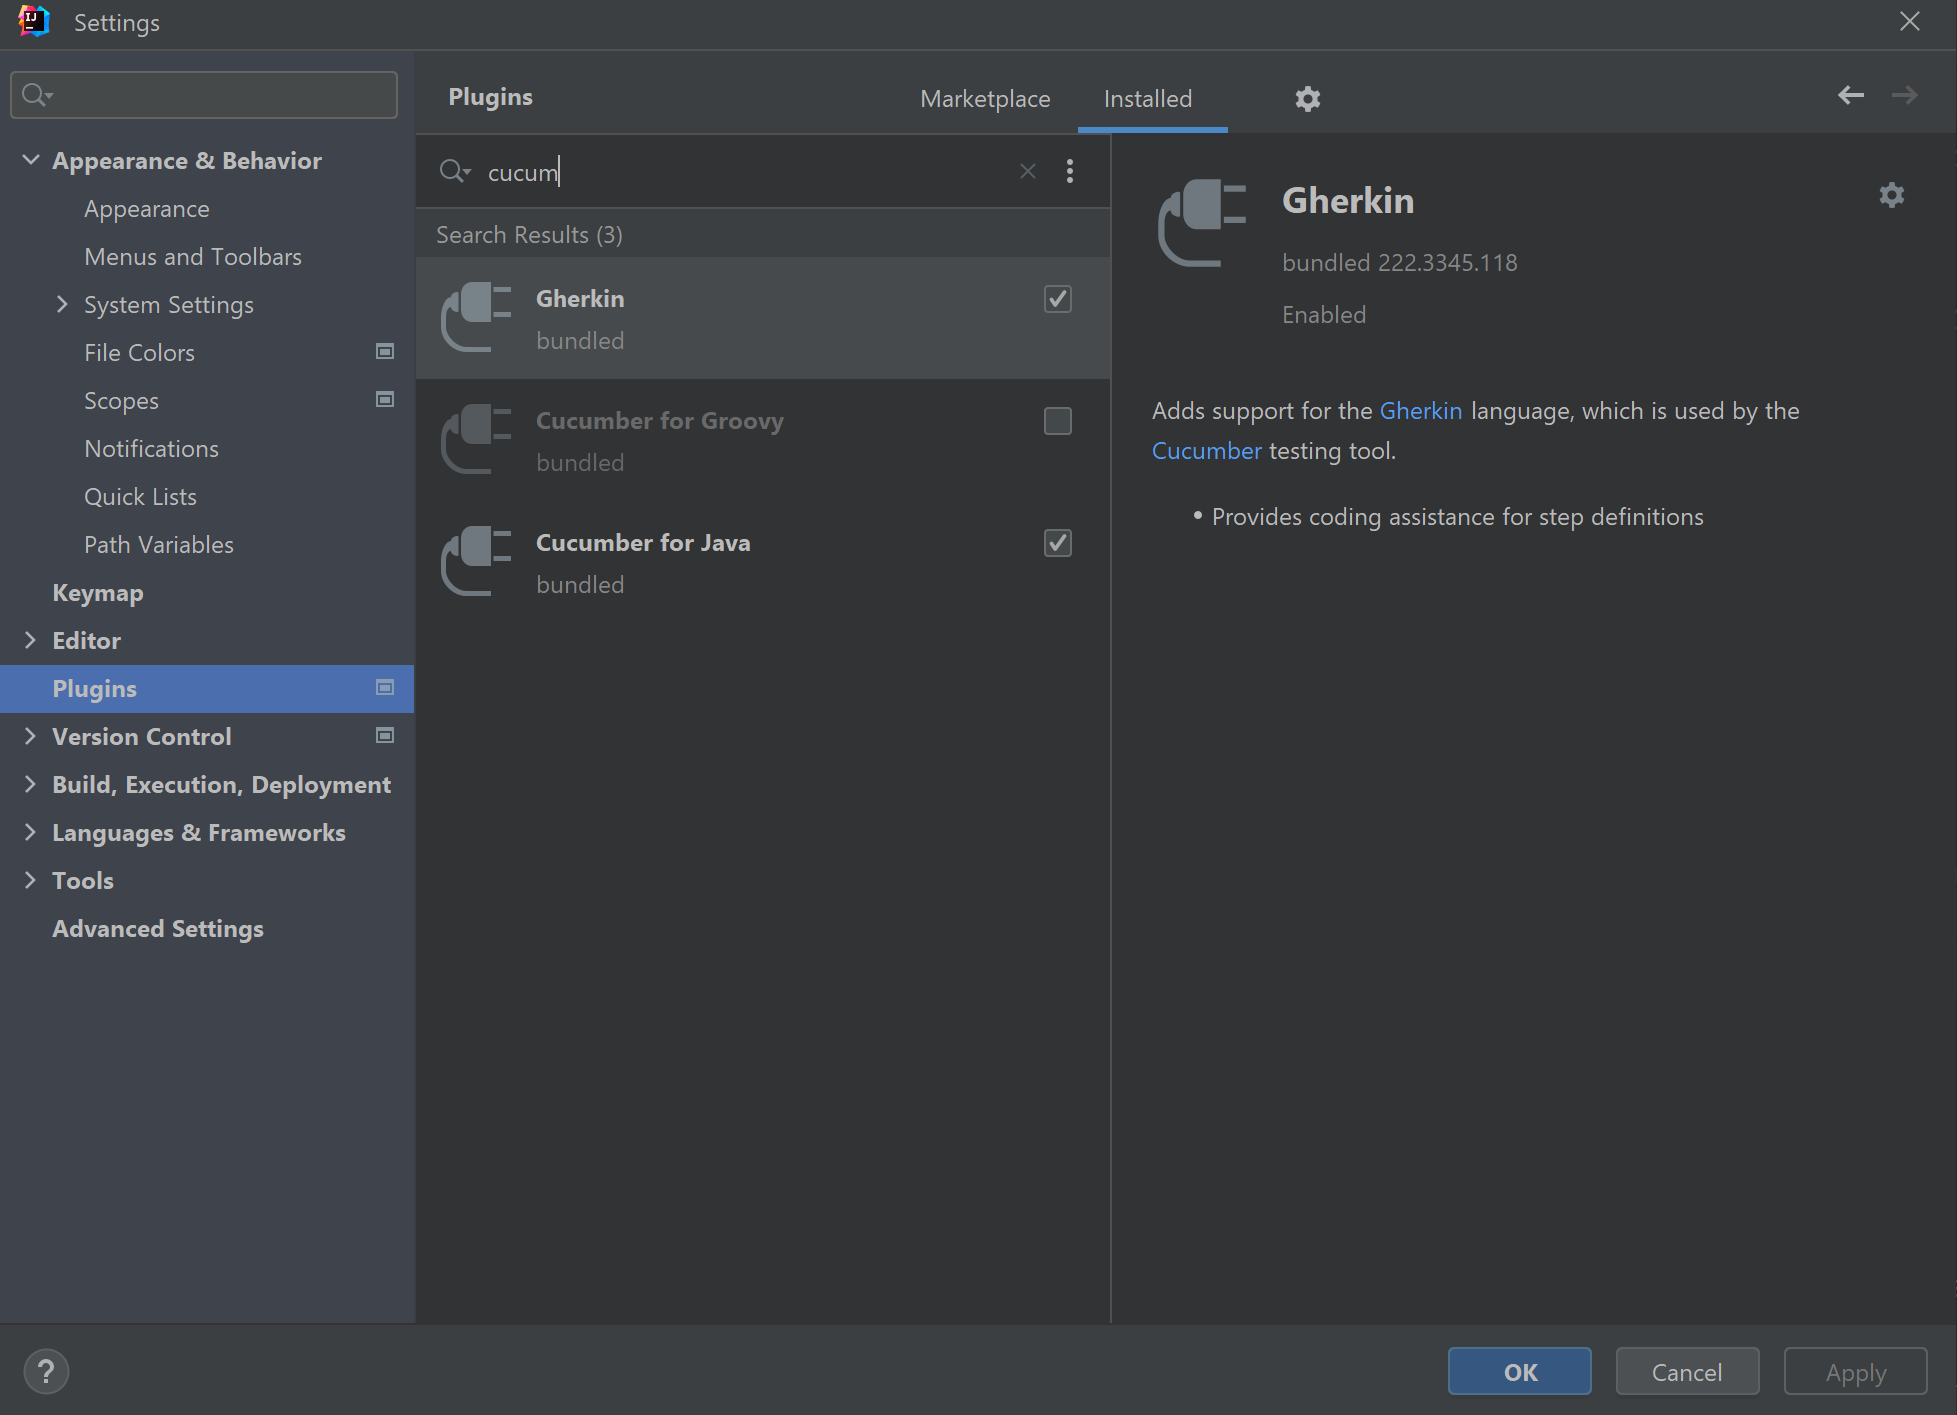 Settings
Plugins
Marketplace
Installed
Appearance & Behavior
Appearance
Menus and Toolbars
System Settings
File Colors
Scopes
Notifications
Quick Lists
Path Variables
Keymap
Editor
Plugins
Version Control
Build, Execution, Deployment
Languages & Frameworks
Tools
Advanced Settings
cucum
Search Results (3)
Gherkin
bundled
Cucumber for Groovy
bundled
Cucumber for Java
bundled
Gherkin
bundled 222.3345.118
Enabled
Adds support for the Gherkin language, which is used by the
Cucumber testing tool.
• Provides coding assistance for step definitions
?
OK
Cancel
Apply